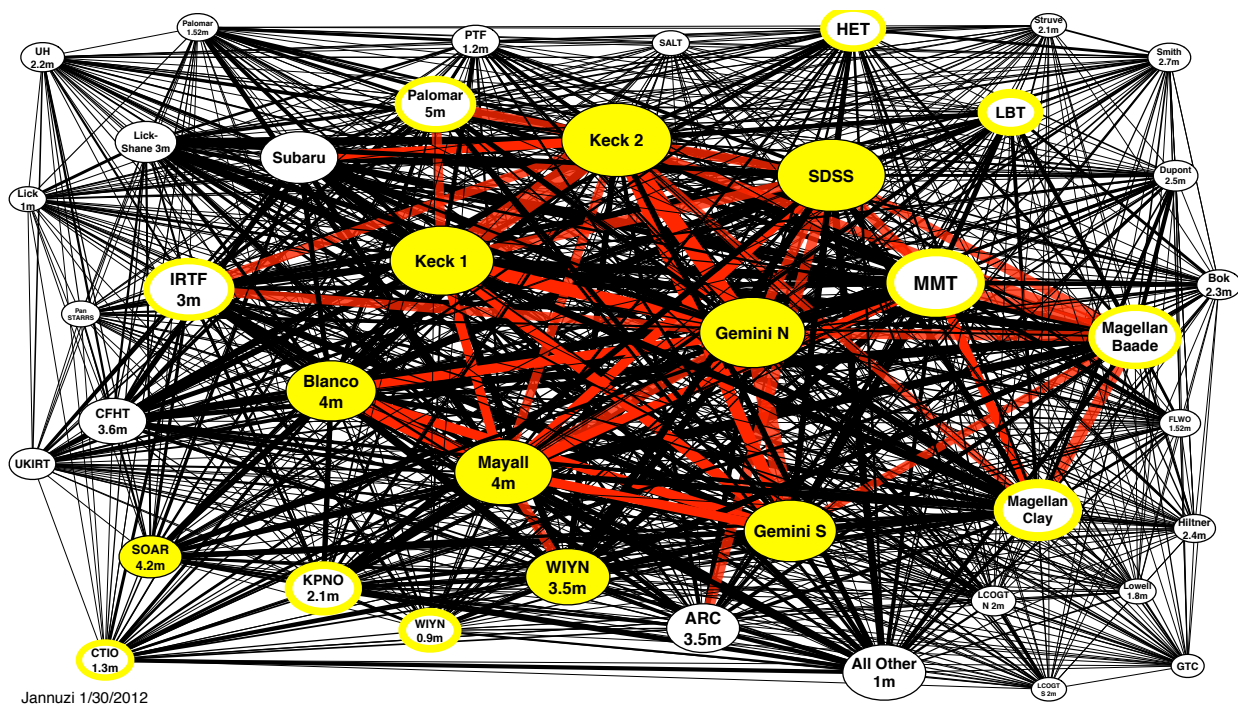 Palomar
1.52m
UH
2.2m
PTF
1.2m
SALT
HET
Struve
2.1m
Smith
2.7m
Palomar
5m
LBT
Lick-
Shane 3m
Subaru
Keck 2
SDSS
Dupont
2.5m
Lick
1m
Keck 1
IRTF
3m
MMT
Bok
2.3m
Pan
STARRS
Gemini N
Magellan
Baade
Blanco
4m
CFHT
3.6m
FLWO
1.52m
UKIRT
Mayall
4m
Magellan
Clay
Gemini S
Hiltner
2.4m
SOAR
4.2m
KPNO
2.1m
WIYN
3.5m
Lowell
1.8m
LCOGT
N 2m
WIYN
0.9m
ARC
3.5m
CTIO
1.3m
All Other
1m
GTC
LCOGT
S 2m
Jannuzi 1/30/2012